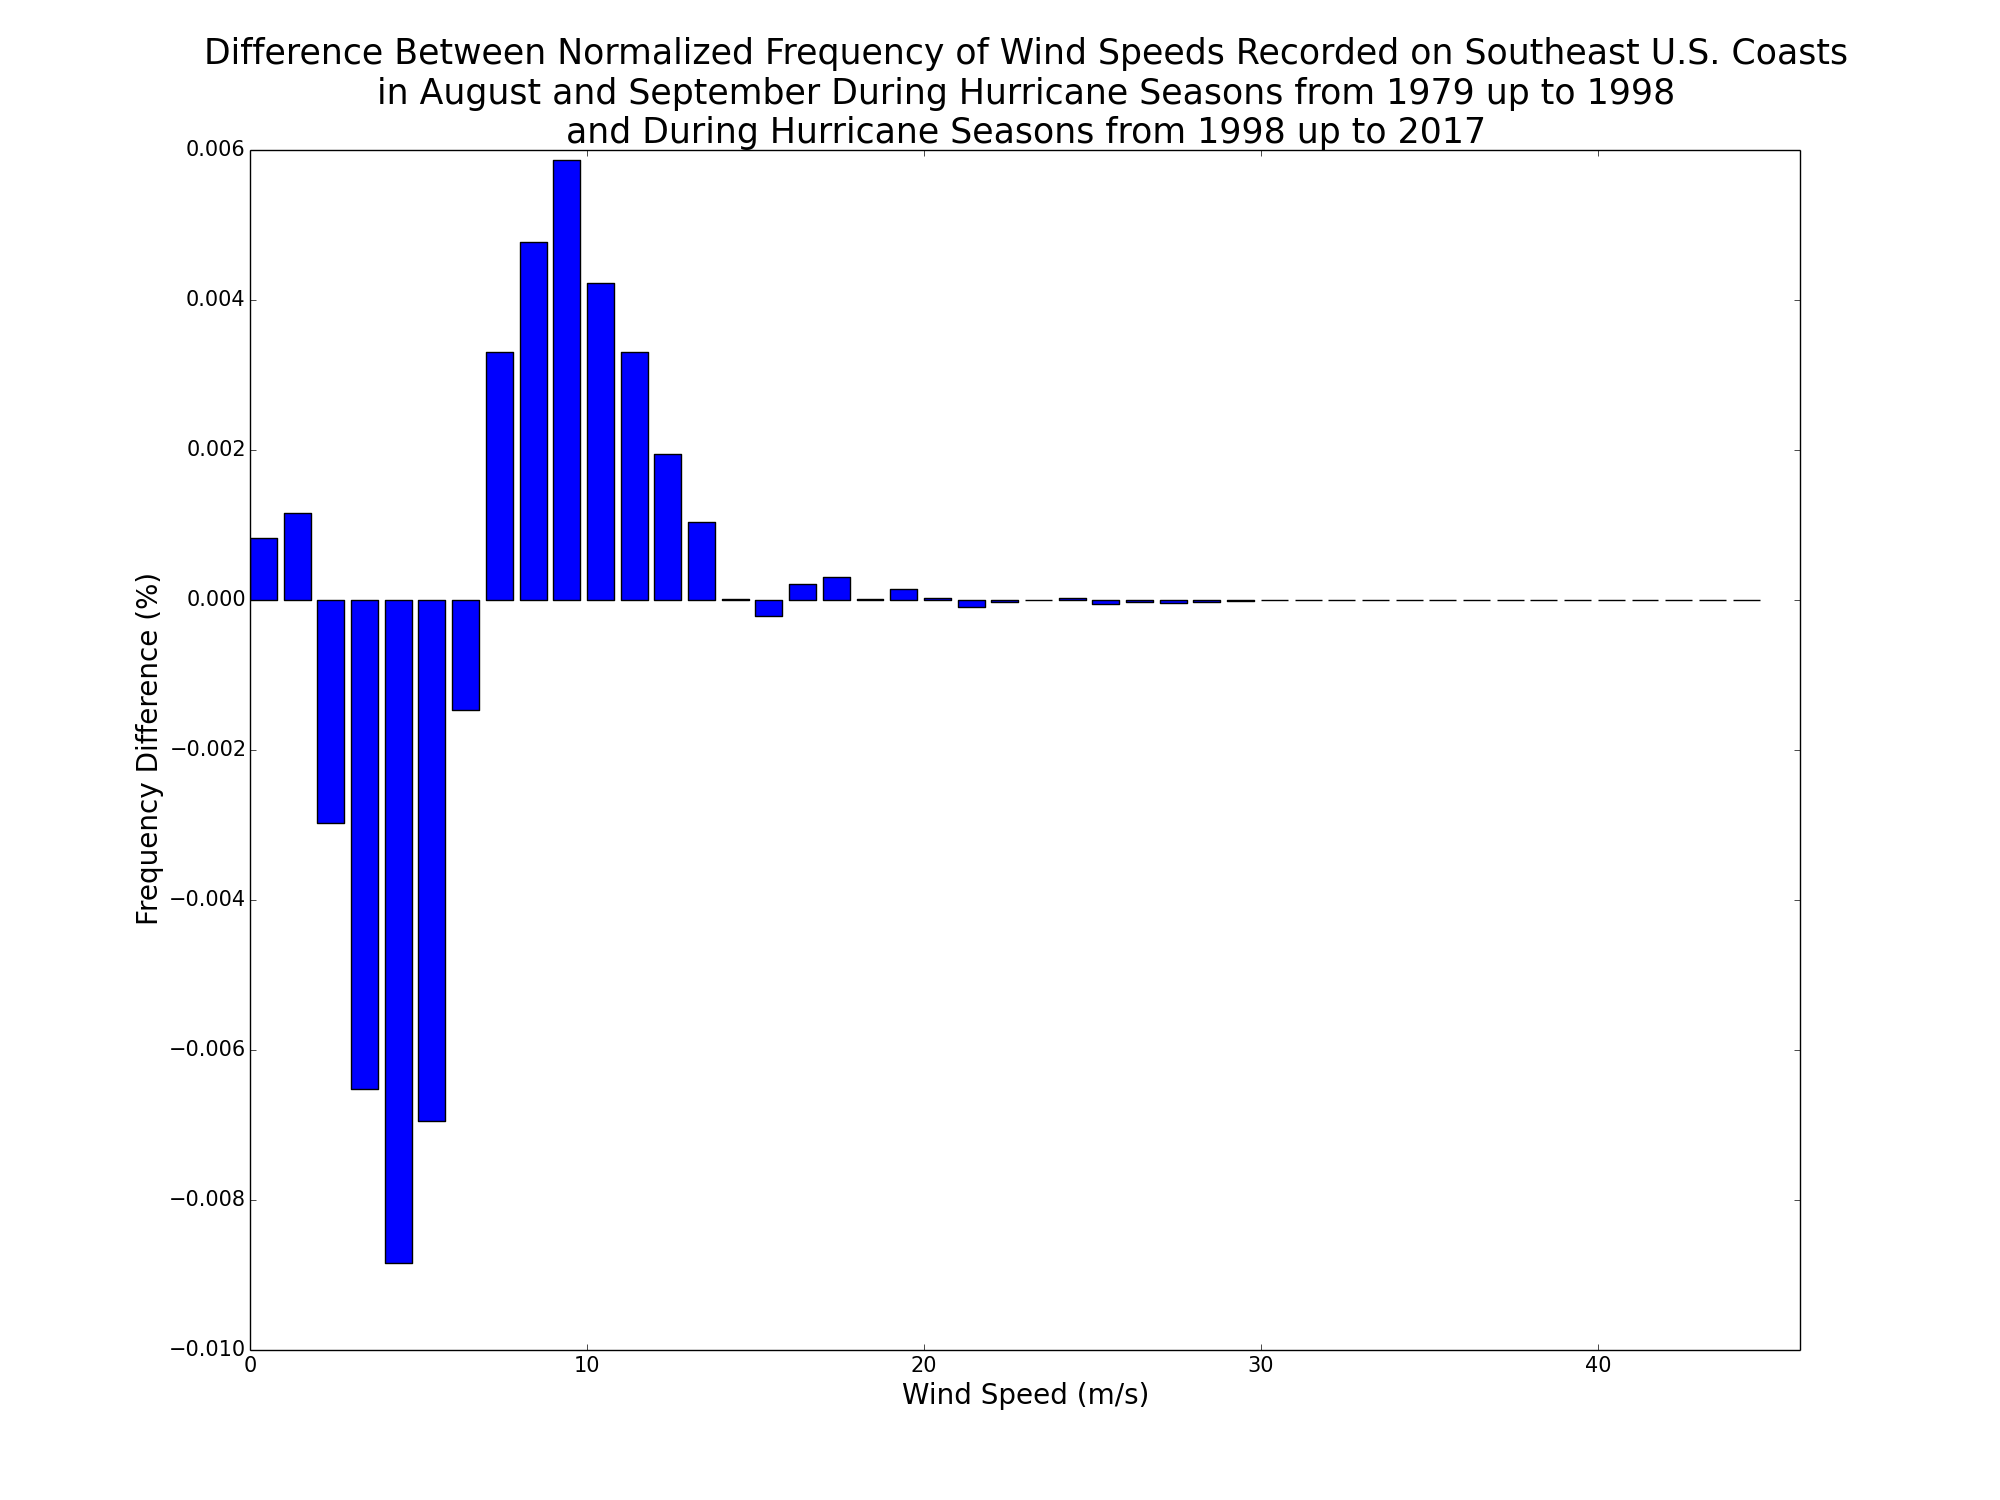 Difference Between Normalized Frequency of Wind Speeds Recorded on Southeast U.S. Coasts
in August and September During Hurricane Seasons from 1979 up to 1998
and During Hurricane Seasons from 1998 up to 2017
0.006
0.004
0.002
0.000
−0.002
−0.004
−0.006
−0.008
−0.010
Frequency Difference (%)
0 10 20 30 40
Wind Speed (m/s)